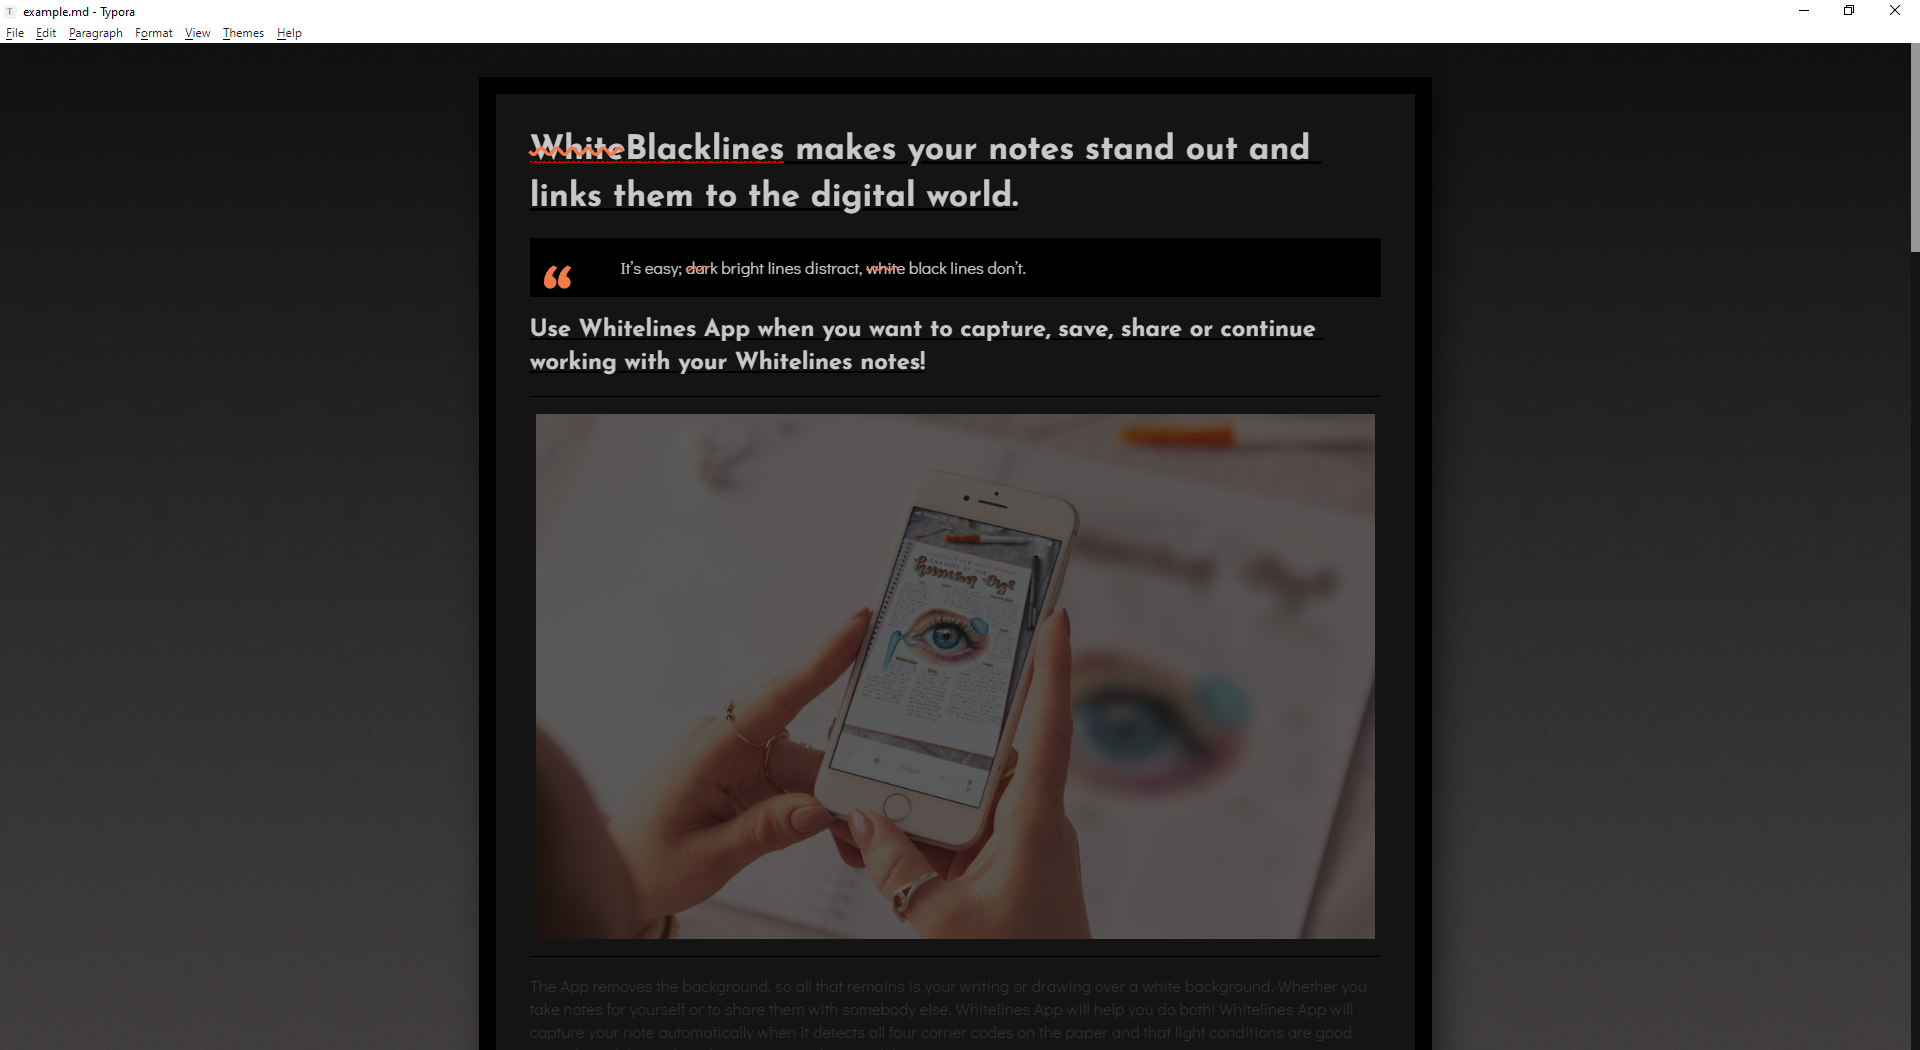 example.md - Typora
File Edit Paragraph Format View Themes Help
WhiteBlacklines makes your notes stand out and
links them to the digital world.
“ It’s easy; dark bright lines distract, white black lines don’t.
Use Whitelines App when you want to capture, save, share or continue
working with your Whitelines notes!
human eye
The App removes the background, so all that remains is your writing or drawing over a white background. Whether you
take notes for yourself or to share them with somebody else, Whitelines App will help you do both! Whitelines App will
capture your note automatically when it detects all four corner codes on the paper and that light conditions are good